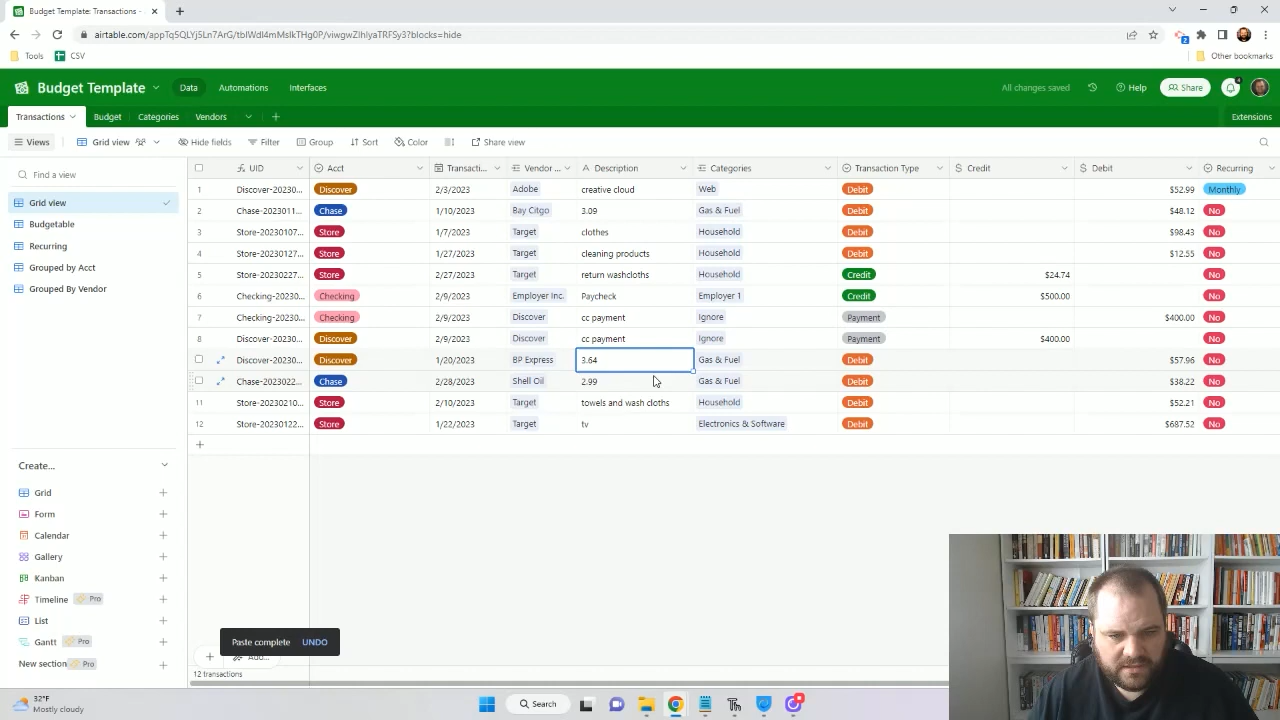 Budget Template: Transactions -
airtable.com/appTq5QLYj5Ln7ArG/tblWdl4mMsIkTHg0P/viwgwZIhlyaTRFSy3?blocks=hide
Tools CSV Other bookmarks
Budget Template Data Automations Interfaces All changes saved Help Share 4
Transactions Budget Categories Vendors Extensions
Views Grid view Hide fields Filter Group Sort Color Share view
Find a view
Grid view
Budgetable
Recurring
Grouped by Acct
Grouped By Vendor
Create...
Grid
Form
Calendar
Gallery
Kanban
Timeline Pro
List
Gantt Pro
New section Pro
UID Acct Transacti... Vendor ... Description Categories Transaction Type Credit Debit Recurring
1 Discover-20230... Discover 2/3/2023 Adobe creative cloud Web Debit $52.99 Monthly
2 Chase-2023011... Chase 1/10/2023 Bay Citgo 3.09 Gas & Fuel Debit $48.12 No
3 Store-20230107... Store 1/7/2023 Target clothes Household Debit $98.43 No
4 Store-20230127... Store 1/27/2023 Target cleaning products Household Debit $12.55 No
5 Store-20230227... Store 2/27/2023 Target return washcloths Household Credit $24.74 No
6 Checking-20230... Checking 2/9/2023 Employer Inc. Paycheck Employer 1 Credit $500.00 No
7 Checking-20230... Checking 2/9/2023 Discover cc payment Ignore Payment $400.00 No
8 Discover-20230... Discover 2/9/2023 Discover cc payment Ignore Payment $400.00 No
Discover-20230... Discover 1/20/2023 BP Express 3.64 Gas & Fuel Debit $57.96 No
Chase-2023022... Chase 2/28/2023 Shell Oil 2.99 Gas & Fuel Debit $38.22 No
11 Store-20230210... Store 2/10/2023 Target towels and wash cloths Household Debit $52.21 No
12 Store-20230122... Store 1/22/2023 Target tv Electronics & Software Debit $687.52 No
Paste complete UNDO
Add...
12 transactions
32°F
Mostly cloudy
Search